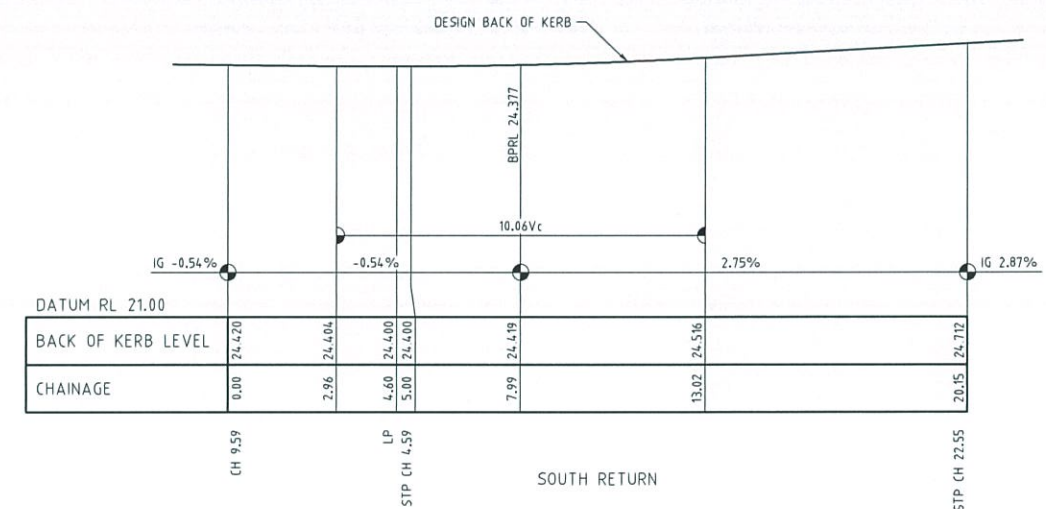 DESIGN BACK OF KERB
BPRL 24.377
10.06Vc
IG -0.54%
-0.54%
2.75%
IG 2.87%
DATUM RL 21.00
BACK OF KERB LEVEL 24.420 24.404 24.400 24.400 24.419 24.516 24.712
CHAINAGE 0.00 2.96 4.60 5.00 7.99 13.02 20.15
CH 9.59
LP
STP CH 4.59
STP CH 22.55
SOUTH RETURN